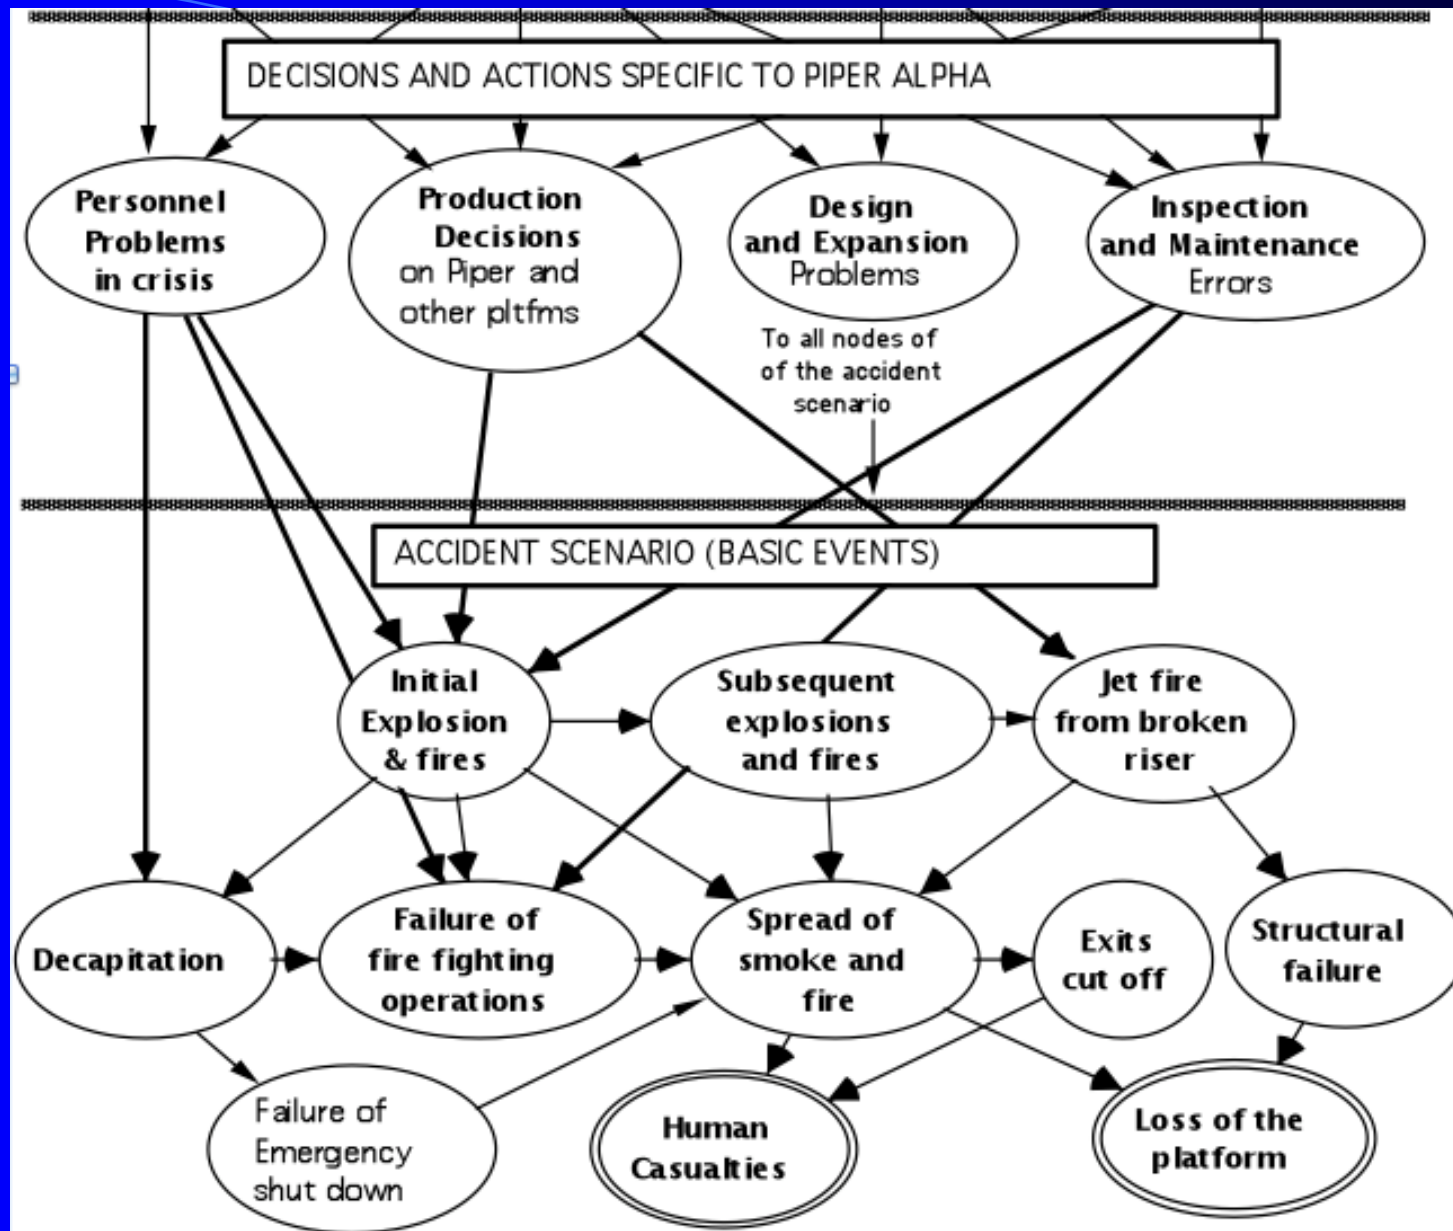 DECISIONS AND ACTIONS SPECIFIC TO PIPER ALPHA
Personnel
Problems
in crisis
Production
Decisions
on Piper and
other pltfms
Design
and Expansion
Problems
Inspection
and Maintenance
Errors
To all nodes of
of the accident
scenario
ACCIDENT SCENARIO (BASIC EVENTS)
Initial
Explosion
& fires
Subsequent
explosions
and fires
Jet fire
from broken
riser
Decapitation
Failure of
fire fighting
operations
Spread of
smoke and
fire
Exits
cut off
Structural
failure
Failure of
Emergency
shut down
Human
Casualties
Loss of the
platform